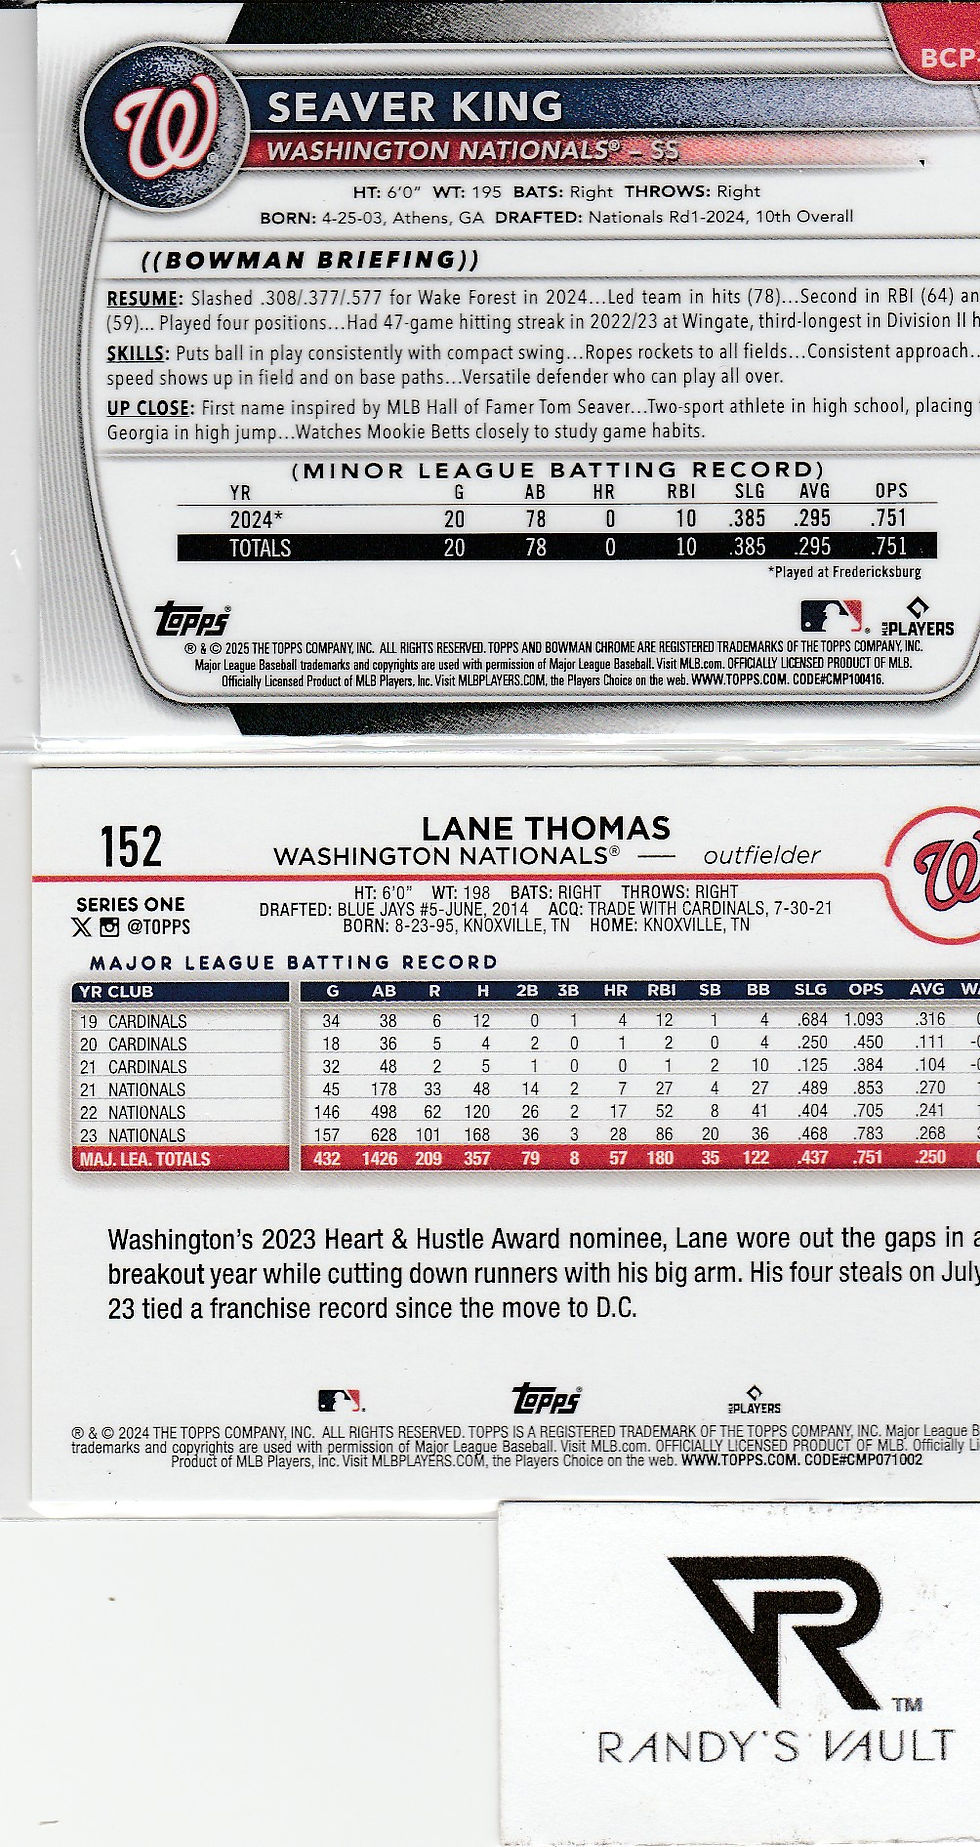 BCP-
W
SEAVER KING
WASHINGTON NATIONALS® – SS
HT: 6'0" WT: 195 BATS: Right THROWS: Right
BORN: 4-25-03, Athens, GA DRAFTED: Nationals Rd1-2024, 10th Overall
((BOWMAN BRIEFING))
RESUME: Slashed .308/.377/.577 for Wake Forest in 2024...Led team in hits (78)...Second in RBI (64) an
(59)... Played four positions...Had 47-game hitting streak in 2022/23 at Wingate, third-longest in Division II h
SKILLS: Puts ball in play consistently with compact swing...Ropes rockets to all fields...Consistent approach...
speed shows up in field and on base paths...Versatile defender who can play all over.
UP CLOSE: First name inspired by MLB Hall of Famer Tom Seaver...Two-sport athlete in high school, placing
Georgia in high jump...Watches Mookie Betts closely to study game habits.
(MINOR LEAGUE BATTING RECORD)
YR G AB HR RBI SLG AVG OPS
2024* 20 78 0 10 .385 .295 .751
TOTALS 20 78 0 10 .385 .295 .751
*Played at Fredericksburg
topps® MLB PLAYERS
® & © 2025 THE TOPPS COMPANY, INC. ALL RIGHTS RESERVED. TOPPS AND BOWMAN CHROME ARE REGISTERED TRADEMARKS OF THE TOPPS COMPANY, INC.
Major League Baseball trademarks and copyrights are used with permission of Major League Baseball. Visit MLB.com. OFFICIALLY LICENSED PRODUCT OF MLB.
Officially Licensed Product of MLB Players, Inc. Visit MLBPLAYERS.COM, the Players Choice on the web. WWW.TOPPS.COM. CODE#CMP100416.
152
LANE THOMAS
WASHINGTON NATIONALS® — outfielder
W
SERIES ONE
X @TOPPS
HT: 6'0" WT: 198 BATS: RIGHT THROWS: RIGHT
DRAFTED: BLUE JAYS #5-JUNE, 2014 ACQ: TRADE WITH CARDINALS, 7-30-21
BORN: 8-23-95, KNOXVILLE, TN HOME: KNOXVILLE, TN
MAJOR LEAGUE BATTING RECORD
YR CLUB G AB R H 2B 3B HR RBI SB BB SLG OPS AVG WA
19 CARDINALS 34 38 6 12 0 1 4 12 1 4 .684 1.093 .316 0
20 CARDINALS 18 36 5 4 2 0 1 2 0 4 .250 .450 .111 -0
21 CARDINALS 32 48 2 5 1 0 0 1 2 10 .125 .384 .104 -0
21 NATIONALS 45 178 33 48 14 2 7 27 4 27 .489 .853 .270
22 NATIONALS 146 498 62 120 26 2 17 52 8 41 .404 .705 .241
23 NATIONALS 157 628 101 168 36 3 28 86 20 36 .468 .783 .268
MAJ. LEA. TOTALS 432 1426 209 357 79 8 57 180 35 122 .437 .751 .250
Washington's 2023 Heart & Hustle Award nominee, Lane wore out the gaps in a
breakout year while cutting down runners with his big arm. His four steals on July
23 tied a franchise record since the move to D.C.
topps® MLB PLAYERS
® & © 2024 THE TOPPS COMPANY, INC. ALL RIGHTS RESERVED. TOPPS IS A REGISTERED TRADEMARK OF THE TOPPS COMPANY, INC. Major League B
trademarks and copyrights are used with permission of Major League Baseball. Visit MLB.com. OFFICIALLY LICENSED PRODUCT OF MLB. Officially Li
Product of MLB Players, Inc. Visit MLBPLAYERS.COM, the Players Choice on the web. WWW.TOPPS.COM. CODE#CMP071002
R TM
RANDY'S VAULT